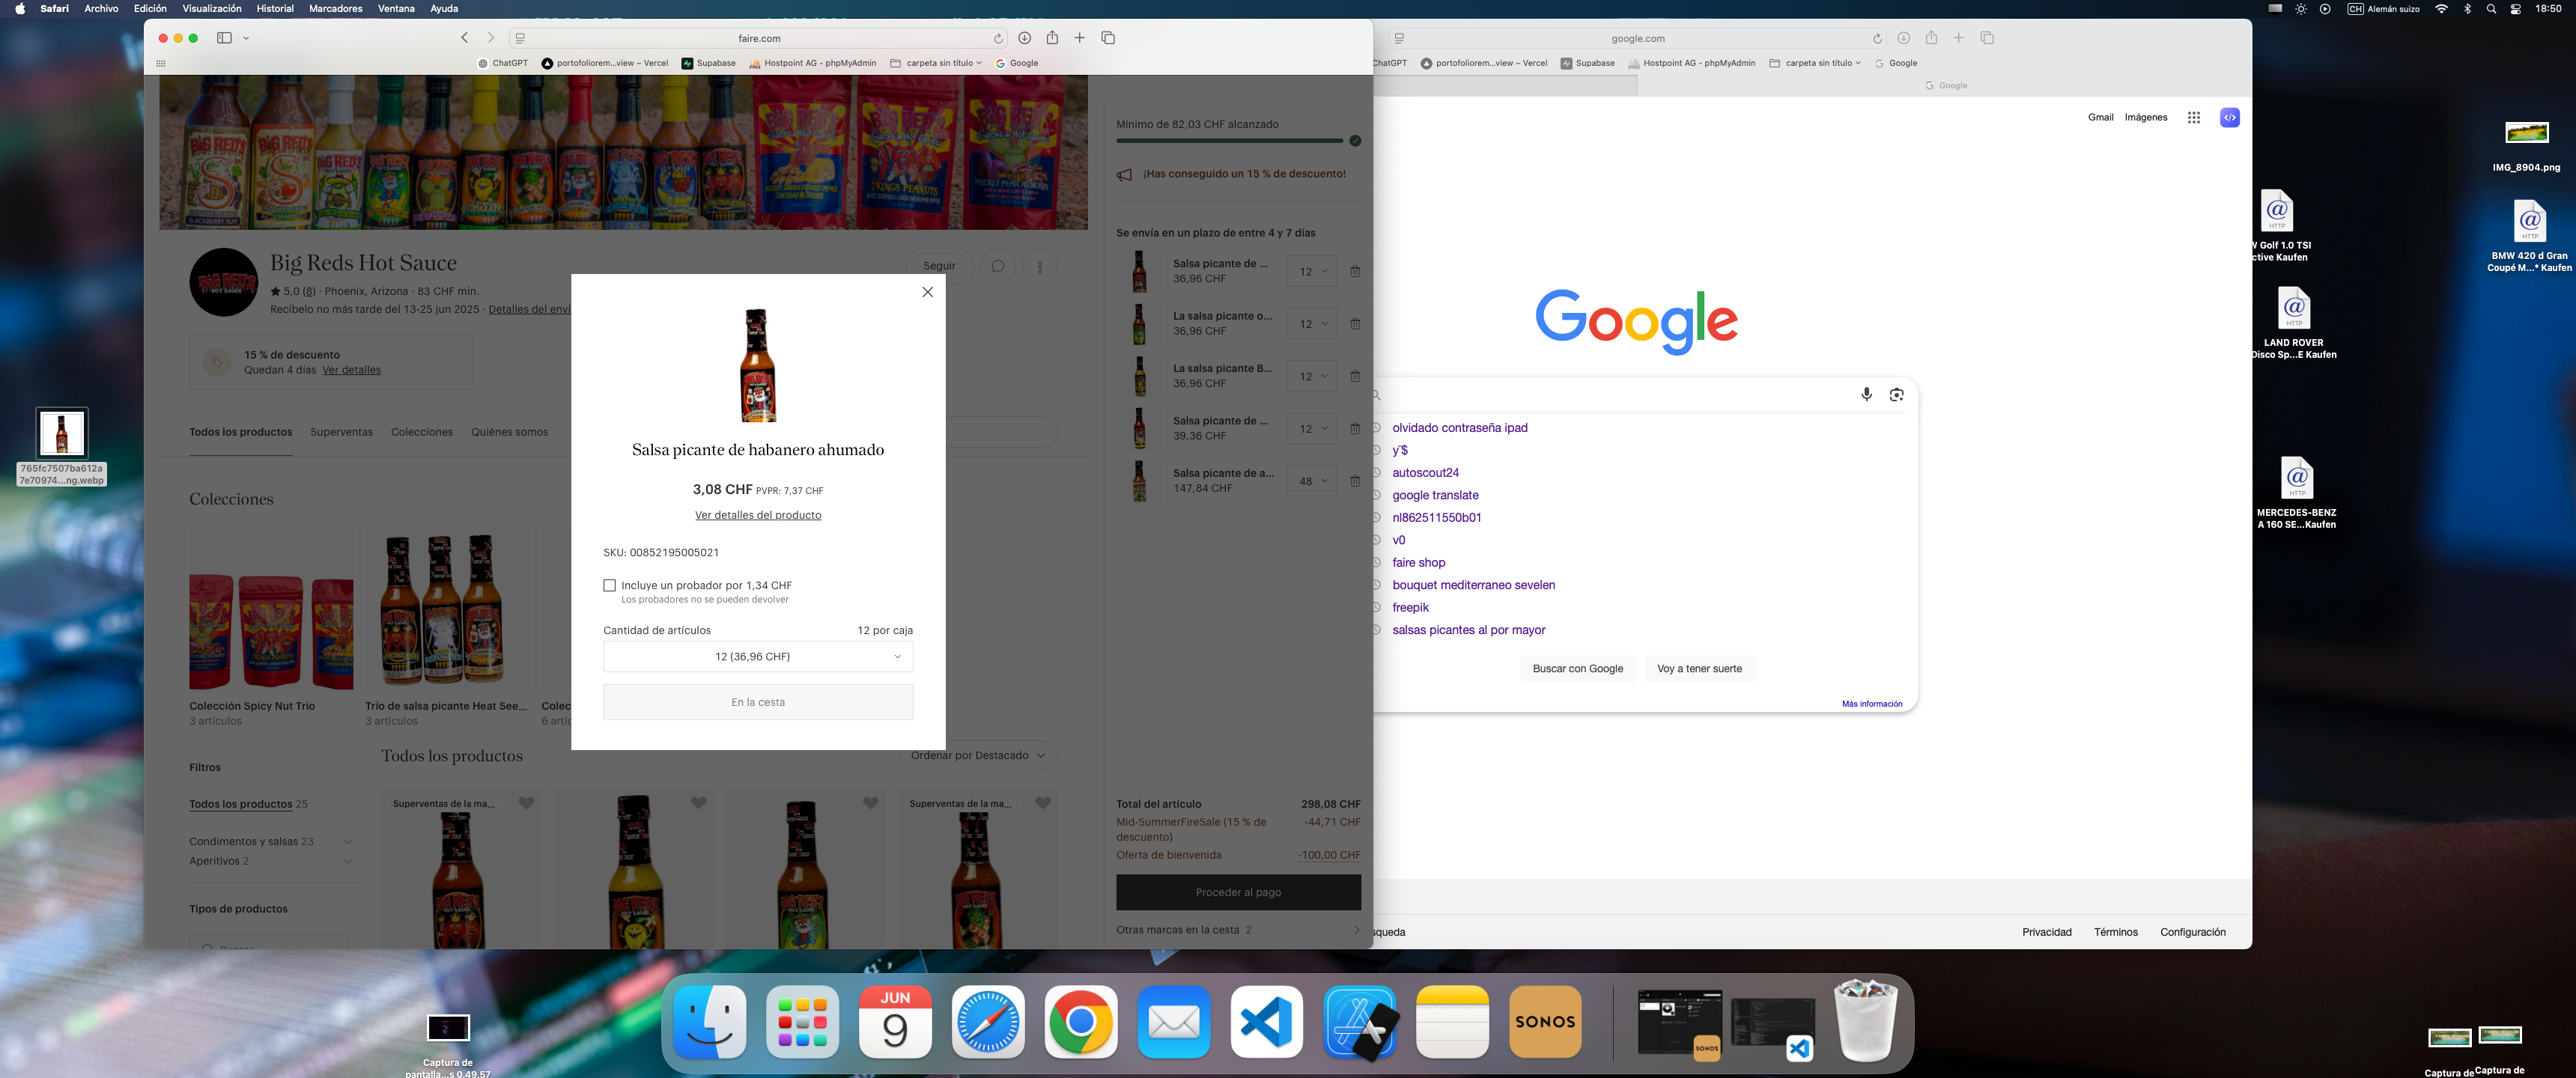 Safari Archivo Edición Visualización Historial Marcadores Ventana Ayuda
CH Alemán suizo 18:50
faire.com
ChatGPT portofoliorem...view – Vercel Supabase Hostpoint AG - phpMyAdmin carpeta sin título Google
Big Reds Hot Sauce
5,0 (8) · Phoenix, Arizona · 83 CHF mín.
Recíbelo no más tarde del 13-25 jun 2025 · Detalles del enví
Seguir
15 % de descuento
Quedan 4 días Ver detalles
Todos los productos Superventas Colecciones Quiénes somos
Colecciones
Colección Spicy Nut Trio
3 artículos
Trío de salsa picante Heat See...
3 artículos
Colec
6 artíc
Filtros
Todos los productos 25
Condimentos y salsas 23
Aperitivos 2
Tipos de productos
Todos los productos
Ordenar por Destacado
Superventas de la ma...
Superventas de la ma...
Salsa picante de habanero ahumado
3,08 CHF PVPR: 7,37 CHF
Ver detalles del producto
SKU: 00852195005021
Incluye un probador por 1,34 CHF
Los probadores no se pueden devolver
Cantidad de artículos 12 por caja
12 (36,96 CHF)
En la cesta
Mínimo de 82,03 CHF alcanzado
¡Has conseguido un 15 % de descuento!
Se envía en un plazo de entre 4 y 7 días
Salsa picante de ...
36,96 CHF
12
La salsa picante o...
36,96 CHF
12
La salsa picante B...
36,96 CHF
12
Salsa picante de ...
39,36 CHF
12
Salsa picante de a...
147,84 CHF
48
Total del artículo 298,08 CHF
Mid-SummerFireSale (15 % de descuento) -44,71 CHF
Oferta de bienvenida -100,00 CHF
Proceder al pago
Otras marcas en la cesta 2
google.com
ChatGPT portofoliorem...view – Vercel Supabase Hostpoint AG - phpMyAdmin carpeta sin título Google
Google
Gmail Imágenes
Google
olvidado contraseña ipad
y¨$
autoscout24
google translate
nl862511550b01
v0
faire shop
bouquet mediterraneo sevelen
freepik
salsas picantes al por mayor
Buscar con Google Voy a tener suerte
Más información
squeda
Privacidad Términos Configuración
765fc7507ba612a
7e70974...ng.webp
IMG_8904.png
HTTP
W Golf 1.0 TSI
ctive Kaufen
HTTP
BMW 420 d Gran
Coupé M...* Kaufen
HTTP
LAND ROVER
Disco Sp...E Kaufen
HTTP
MERCEDES-BENZ
A 160 SE...Kaufen
JUN
9
SONOS
SONOS
Captura de
pantalla...s 0.49.57
Captura de
Captura de